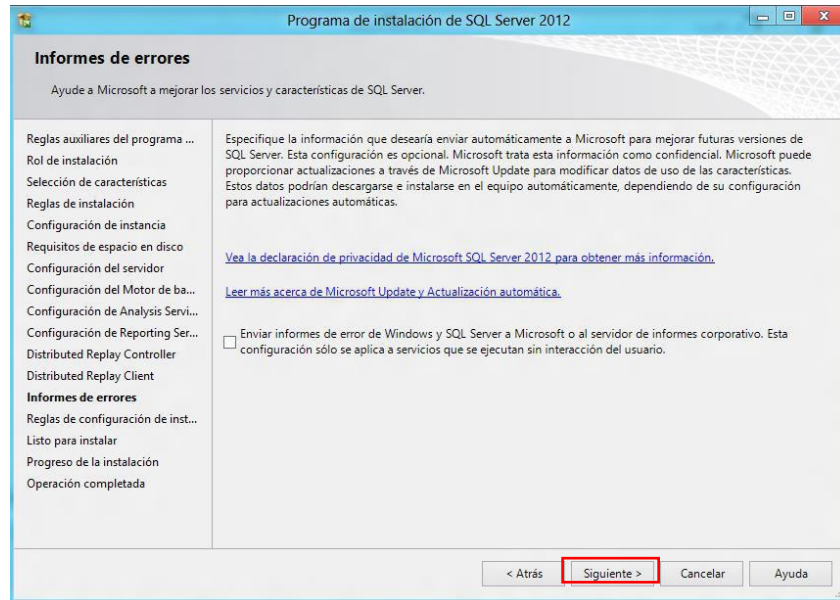 Programa de instalación de SQL Server 2012
Informes de errores
Ayude a Microsoft a mejorar los servicios y características de SQL Server.
Reglas auxiliares del programa ...
Rol de instalación
Selección de características
Reglas de instalación
Configuración de instancia
Requisitos de espacio en disco
Configuración del servidor
Configuración del Motor de ba...
Configuración de Analysis Servi...
Configuración de Reporting Ser...
Distributed Replay Controller
Distributed Replay Client
Informes de errores
Reglas de configuración de inst...
Listo para instalar
Progreso de la instalación
Operación completada
Especifique la información que desearía enviar automáticamente a Microsoft para mejorar futuras versiones de
SQL Server. Esta configuración es opcional. Microsoft trata esta información como confidencial. Microsoft puede
proporcionar actualizaciones a través de Microsoft Update para modificar datos de uso de las características.
Estos datos podrían descargarse e instalarse en el equipo automáticamente, dependiendo de su configuración
para actualizaciones automáticas.
Vea la declaración de privacidad de Microsoft SQL Server 2012 para obtener más información.
Leer más acerca de Microsoft Update y Actualización automática.
Enviar informes de error de Windows y SQL Server a Microsoft o al servidor de informes corporativo. Esta
configuración sólo se aplica a servicios que se ejecutan sin interacción del usuario.
< Atrás
Siguiente >
Cancelar
Ayuda